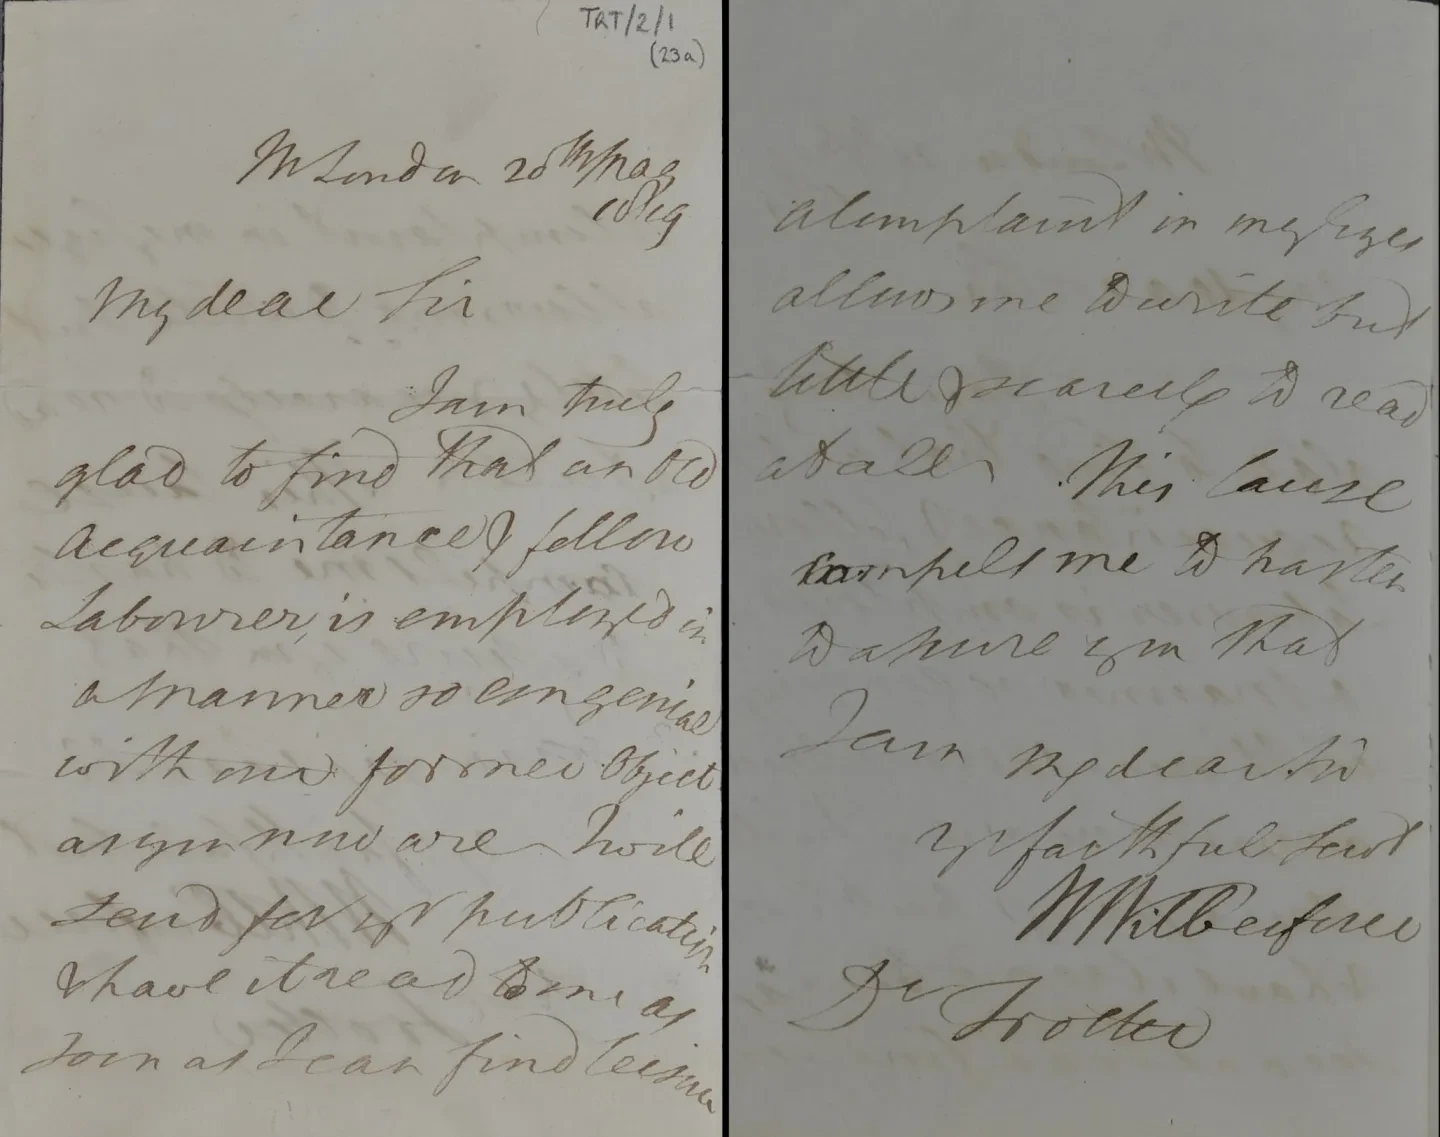 TRT/2/1
(23a)
Nr London 20th May
1819
My dear Sir
I am truly
glad to find that an Old
Acquaintance & fellow
Labourer, is employed in
a Manner so congenial
with our former Object
as you now are I will
send for yr publication
& have it read to me as
soon as I can find leisure
a Complaint in my Eyes
allows me to write but
little & scarcely to read
at all. This Cause
compels me to hasten
to assure you that
I am my dear Sir
yr faithful Servt
W Wilberforce
Dr Trotter